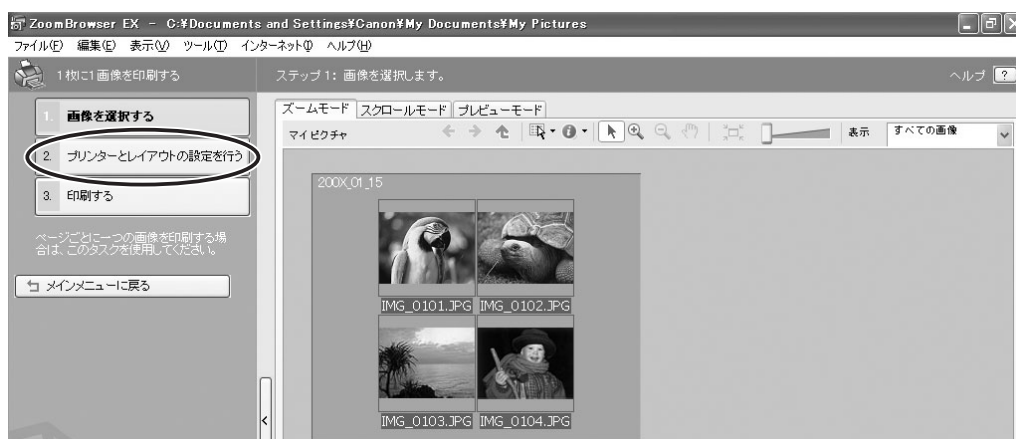 ZoomBrowser EX - C:¥Documents and Settings¥Canon¥My Documents¥My Pictures
ファイル(F) 編集(E) 表示(V) ツール(T) インターネット(I) ヘルプ(H)
1枚に1画像を印刷する
ステップ1: 画像を選択します。
ヘルプ ?
1. 画像を選択する
2. プリンターとレイアウトの設定を行う
3. 印刷する
ページごとに一つの画像を印刷する場
合は、このタスクを使用してください。
メインメニューに戻る
ズームモード スクロールモード プレビューモード
マイピクチャ
表示 すべての画像
200X_01_15
IMG_0101.JPG IMG_0102.JPG
IMG_0103.JPG IMG_0104.JPG